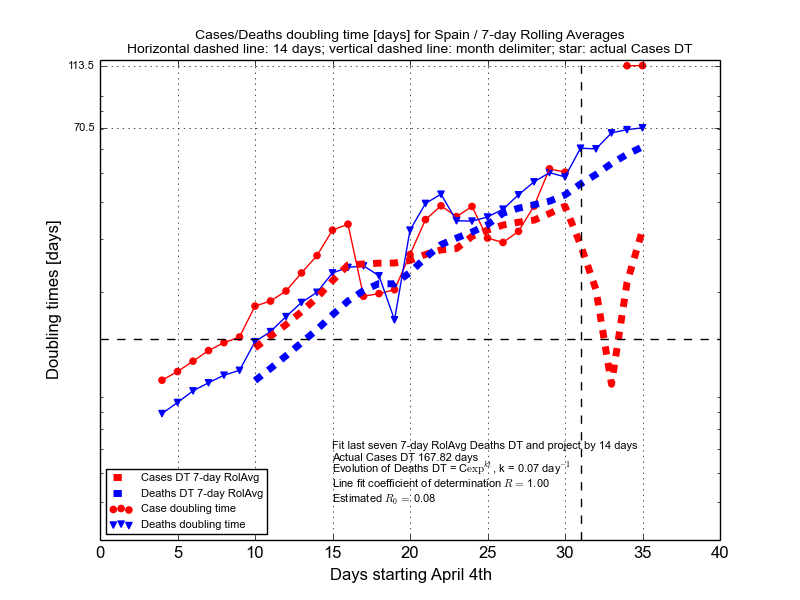 Cases/Deaths doubling time [days] for Spain / 7-day Rolling Averages
Horizontal dashed line: 14 days; vertical dashed line: month delimiter; star: actual Cases DT
113.5
70.5
Doubling times [days]
Fit last seven 7-day RolAvg Deaths DT and project by 14 days
Actual Cases DT 167.82 days
Evolution of Deaths DT = Cexp^kt, k = 0.07 day^-1
Line fit coefficient of determination R = 1.00
Estimated R_0 = 0.08
Cases DT 7-day RolAvg
Deaths DT 7-day RolAvg
Case doubling time
Deaths doubling time
0 5 10 15 20 25 30 35 40
Days starting April 4th